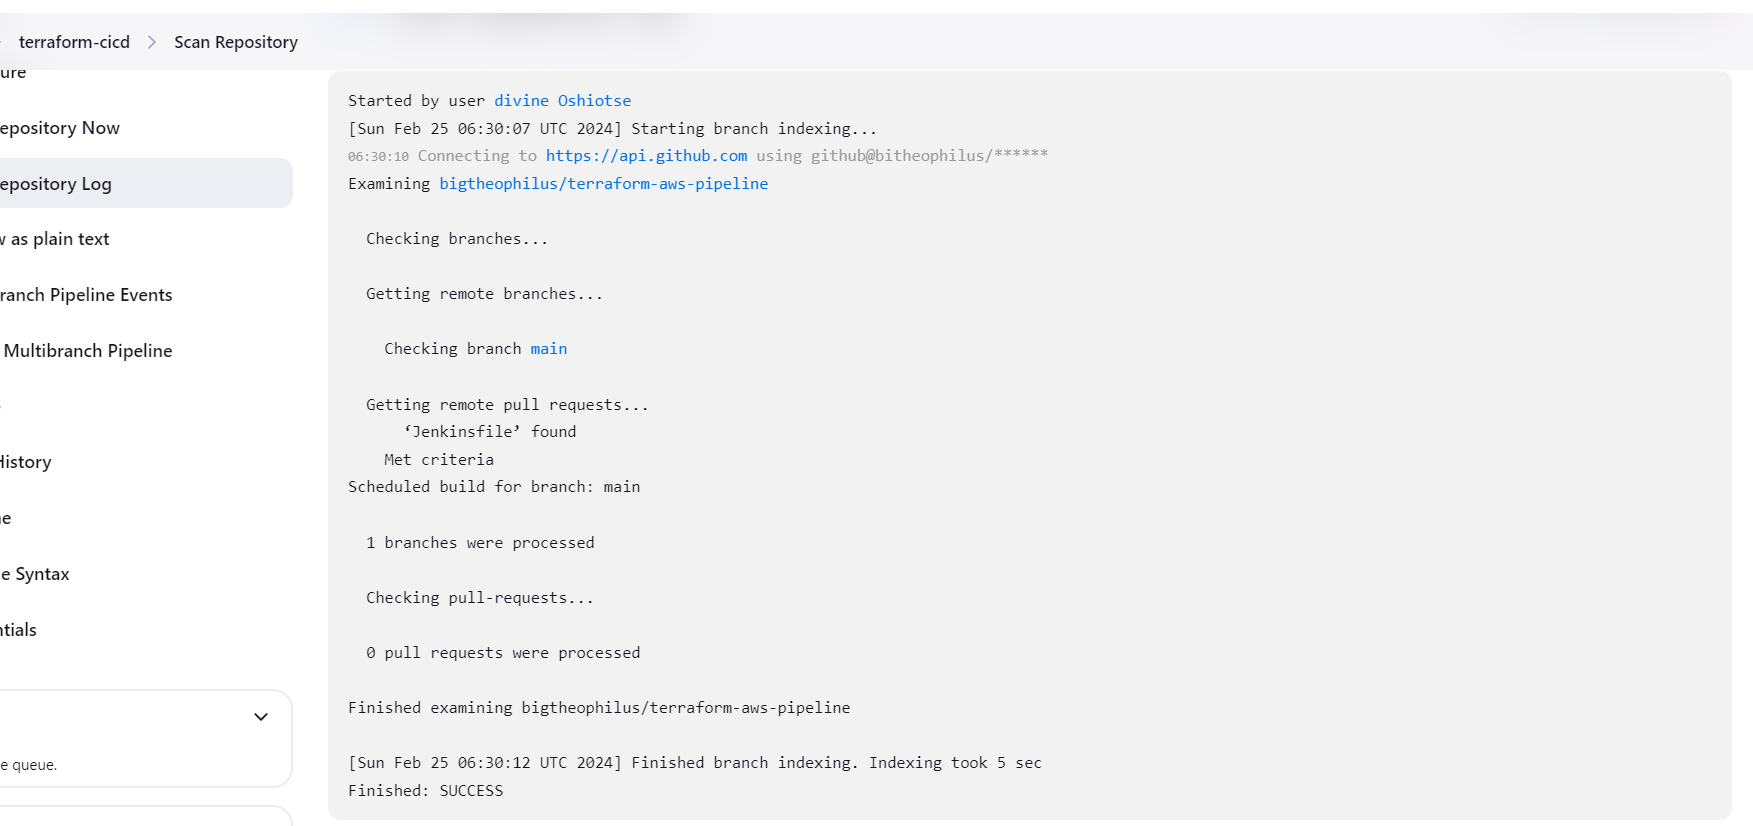 terraform-cicd > Scan Repository
ure
epository Now
epository Log
w as plain text
ranch Pipeline Events
Multibranch Pipeline
History
e
e Syntax
ntials
e queue.
Started by user divine Oshiotse
[Sun Feb 25 06:30:07 UTC 2024] Starting branch indexing...
06:30:10 Connecting to https://api.github.com using github@bitheophilus/******
Examining bigtheophilus/terraform-aws-pipeline
Checking branches...
Getting remote branches...
Checking branch main
Getting remote pull requests...
‘Jenkinsfile’ found
Met criteria
Scheduled build for branch: main
1 branches were processed
Checking pull-requests...
0 pull requests were processed
Finished examining bigtheophilus/terraform-aws-pipeline
[Sun Feb 25 06:30:12 UTC 2024] Finished branch indexing. Indexing took 5 sec
Finished: SUCCESS